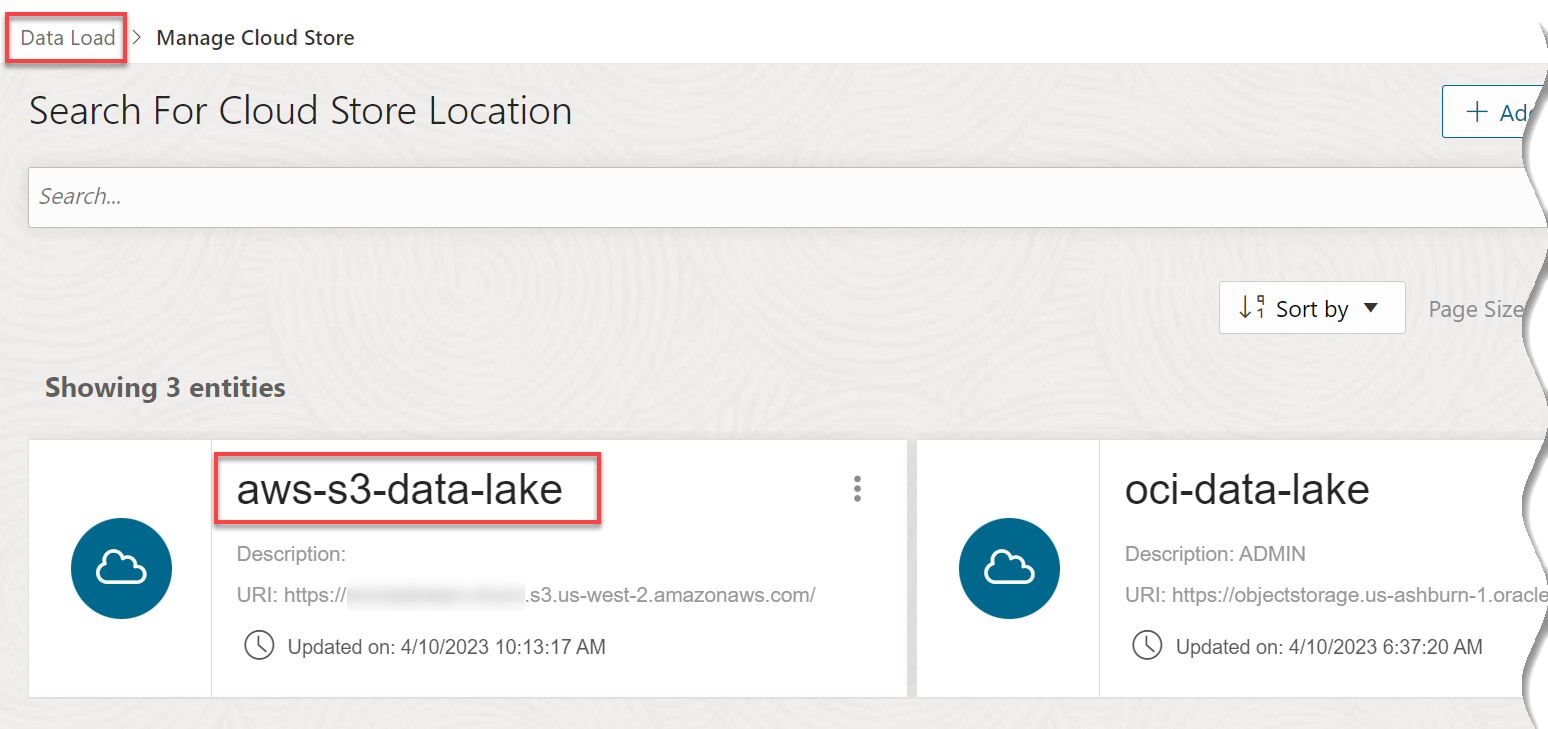 Data Load > Manage Cloud Store
Search For Cloud Store Location
+ Add
Search...
Sort by
Page Size
Showing 3 entities
aws-s3-data-lake
Description:
URI: https:// .s3.us-west-2.amazonaws.com/
Updated on: 4/10/2023 10:13:17 AM
oci-data-lake
Description: ADMIN
URI: https://objectstorage.us-ashburn-1.oracle
Updated on: 4/10/2023 6:37:20 AM